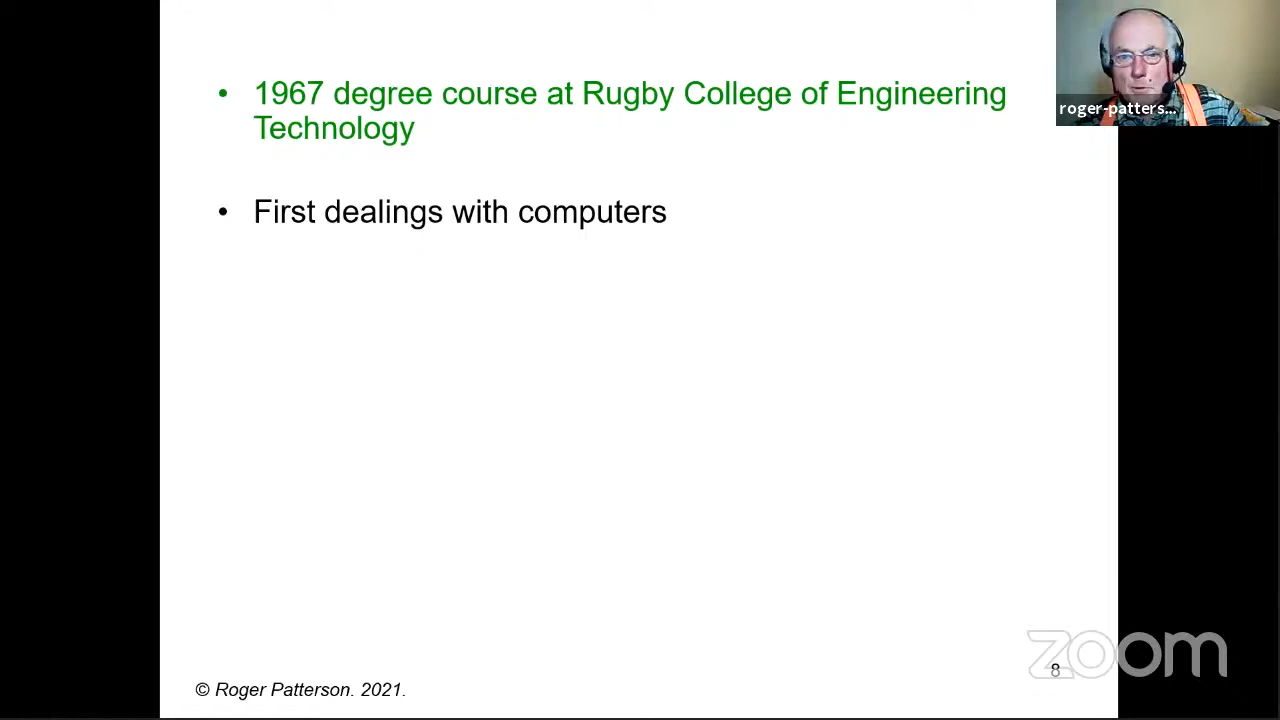 • 1967 degree course at Rugby College of Engineering
Technology
• First dealings with computers
roger-patters...
© Roger Patterson. 2021.
8
zoom